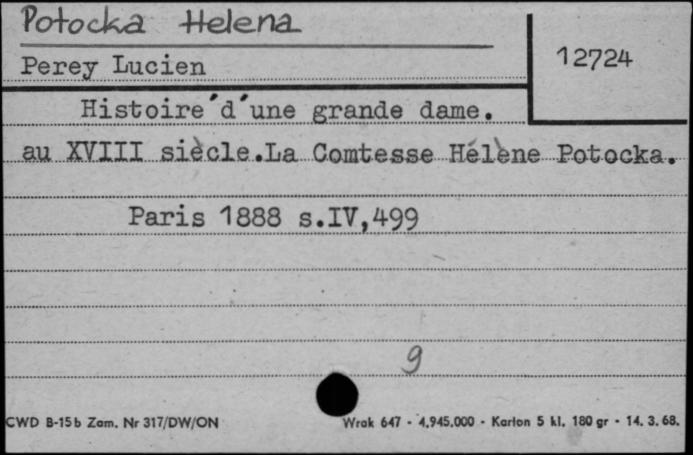 Potocka Helena
Perey Lucien
12724
Histoire´d´une grande dame.
au XVIII siècle.La Comtesse Hélène Potocka.
Paris 1888 s.IV,499
9
CWD B-15b Zam. Nr 317/DW/ON
Wrak 647 - 4.945.000 - Karton 5 kl. 180 gr - 14. 3. 68.